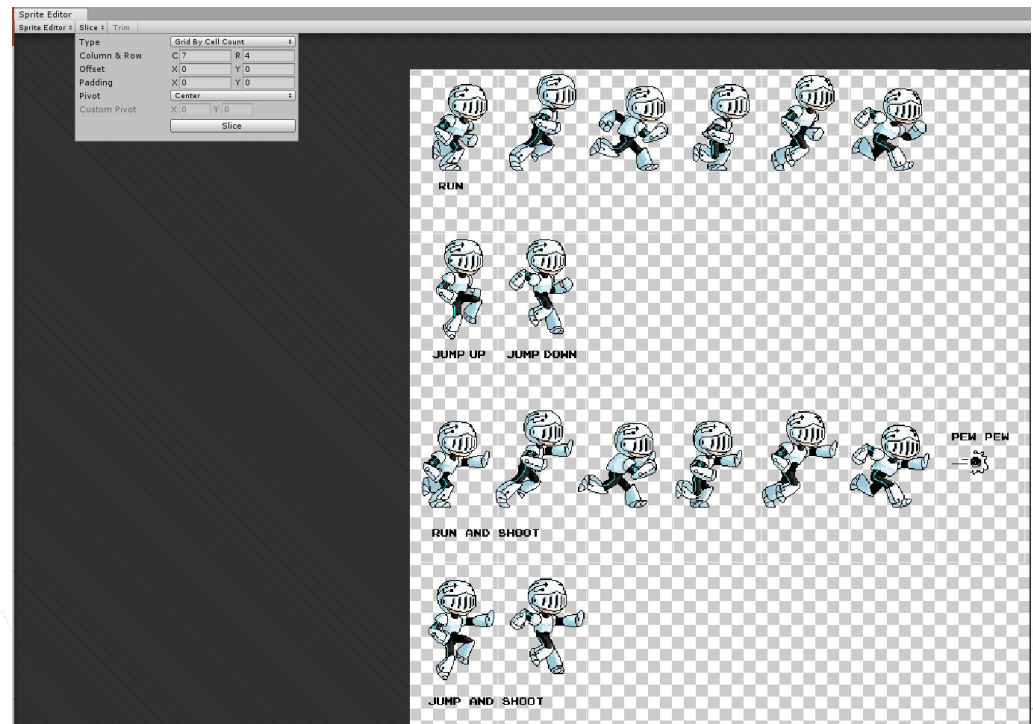 Sprite Editor
Sprite Editor Slice Trim
Type Grid By Cell Count
Column & Row C 7 R 4
Offset X 0 Y 0
Padding X 0 Y 0
Pivot Center
Custom Pivot X 0 Y 0
Slice
RUN
JUMP UP JUMP DOWN
PEW PEW
RUN AND SHOOT
JUMP AND SHOOT